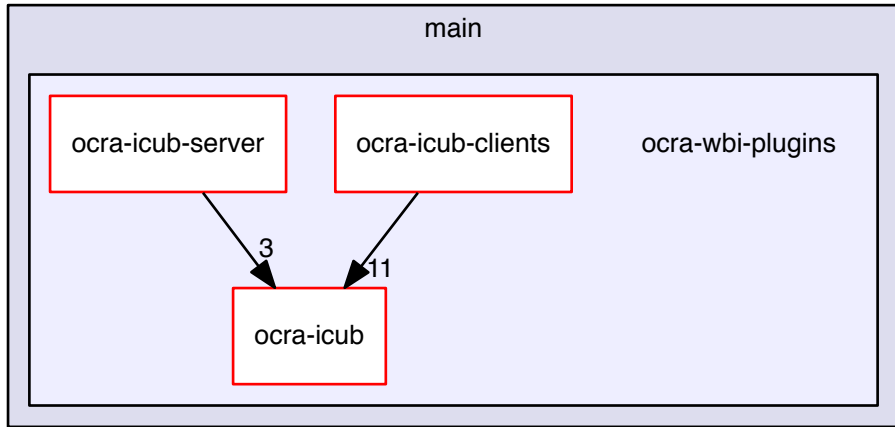 main
ocra-icub-server
ocra-icub-clients
ocra-wbi-plugins
3
11
ocra-icub